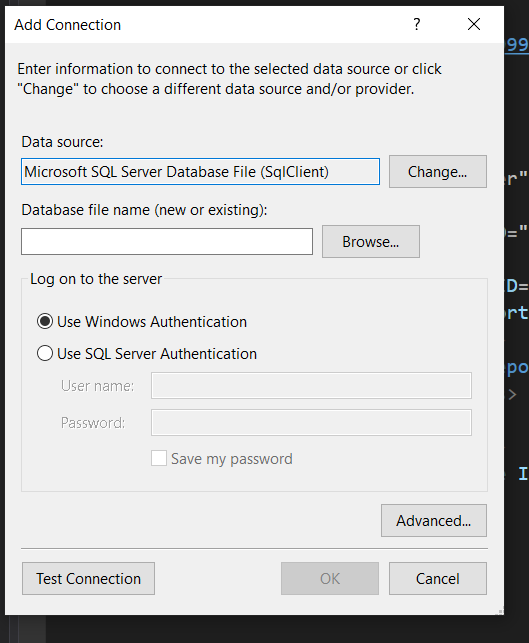 Add Connection
?
Enter information to connect to the selected data source or click
"Change" to choose a different data source and/or provider.
Data source:
Microsoft SQL Server Database File (SqlClient)
Change...
Database file name (new or existing):
Browse...
Log on to the server
Use Windows Authentication
Use SQL Server Authentication
User name:
Password:
Save my password
Advanced...
Test Connection
OK
Cancel